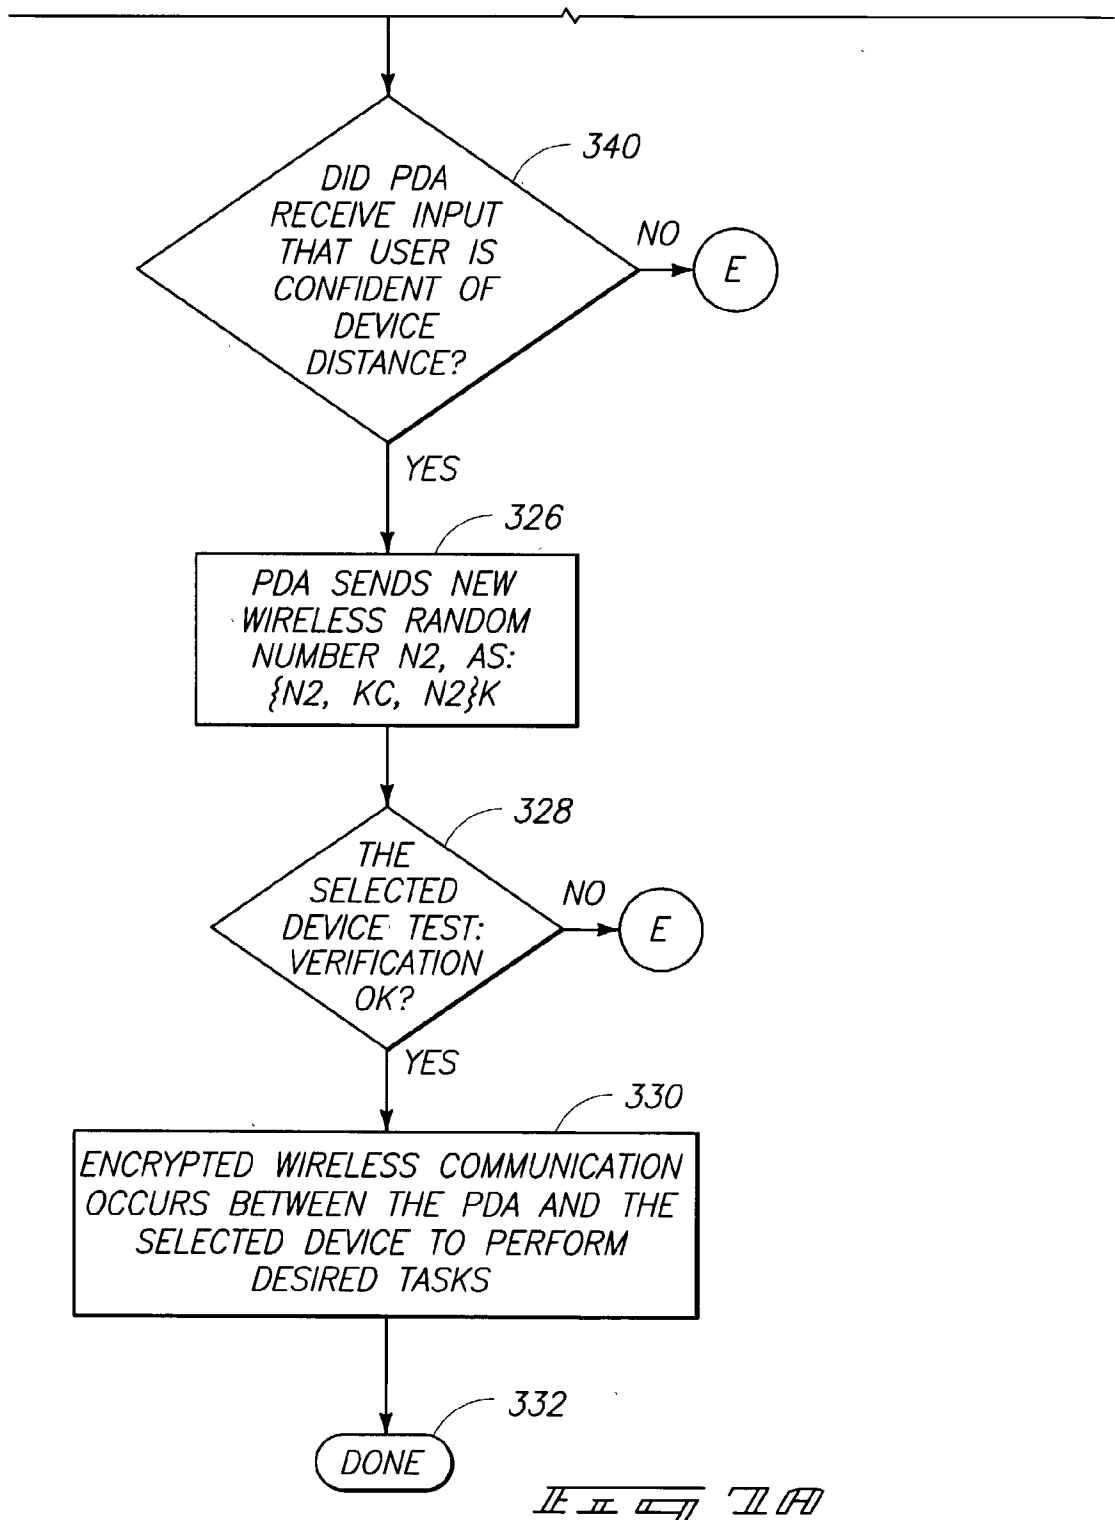 340
DID PDA
RECEIVE INPUT
THAT USER IS
CONFIDENT OF
DEVICE
DISTANCE?
NO
E
YES
326
PDA SENDS NEW
WIRELESS RANDOM
NUMBER N2, AS:
{N2, KC, N2}K
328
THE
SELECTED
DEVICE TEST:
VERIFICATION
OK?
NO
E
YES
330
ENCRYPTED WIRELESS COMMUNICATION
OCCURS BETWEEN THE PDA AND THE
SELECTED DEVICE TO PERFORM
DESIRED TASKS
332
DONE
FIG 7A